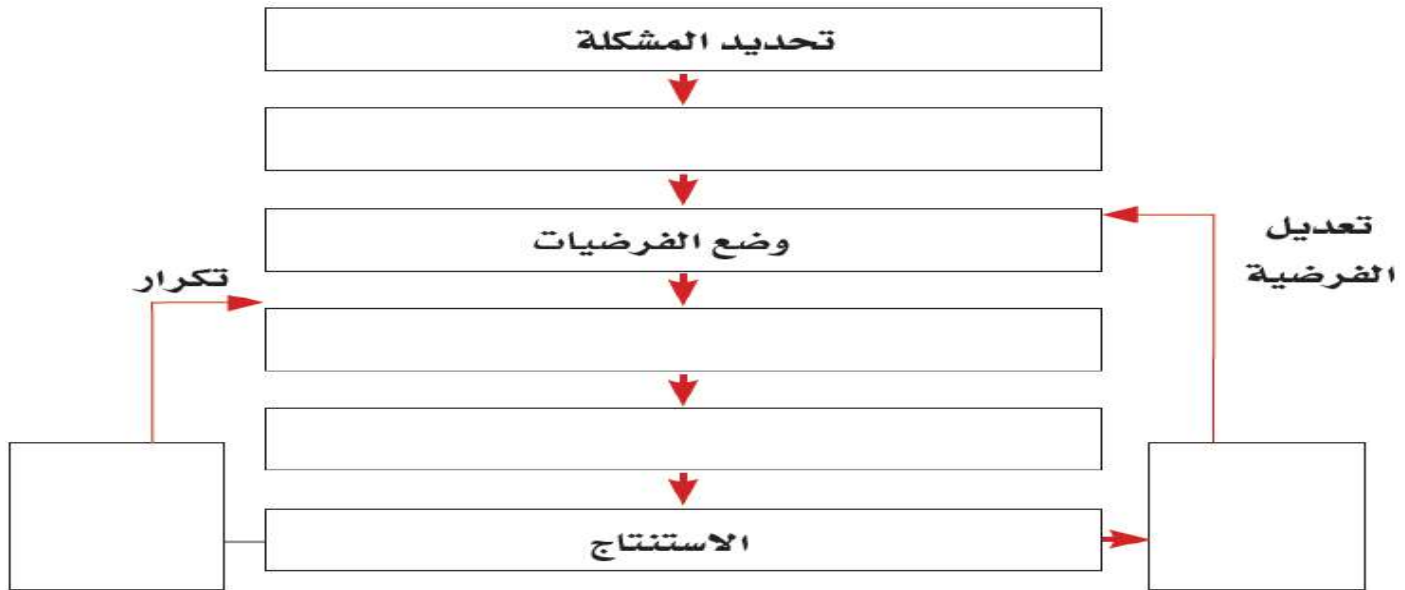 تحديد المشكلة
وضع الفرضيات
تعديل
الفرضية
تكرار
الاستنتاج